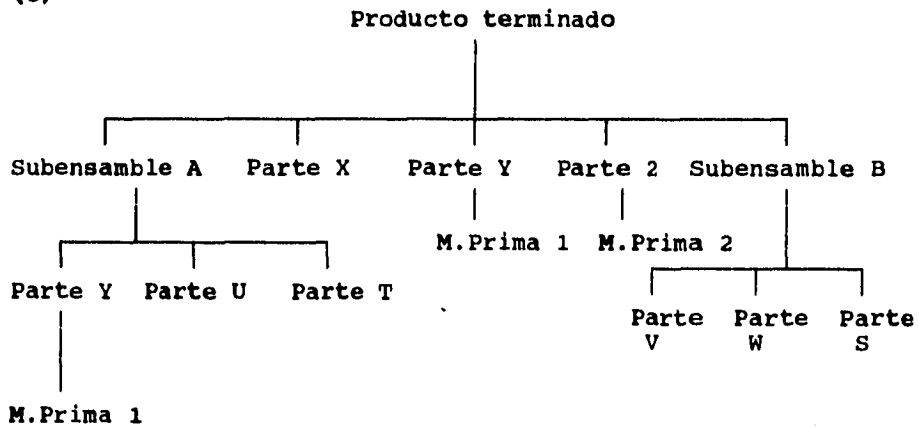 Producto terminado
Subensamble A Parte X Parte Y Parte 2 Subensamble B
M.Prima 1 M.Prima 2
Parte Y Parte U Parte T
Parte Parte Parte
V W S
M.Prima 1